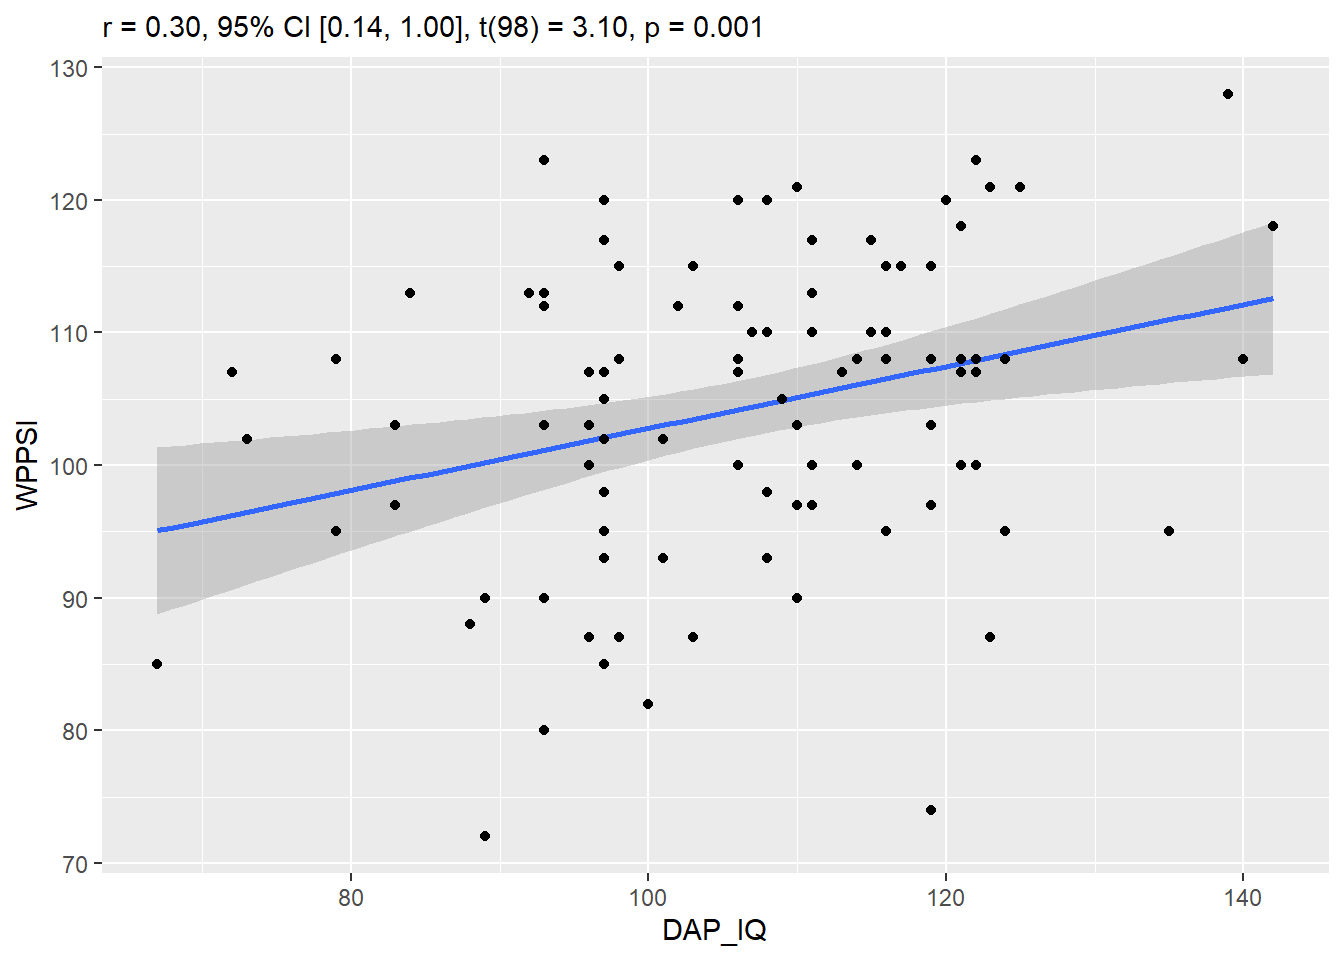 r = 0.30, 95% CI [0.14, 1.00], t(98) = 3.10, p = 0.001
130
120
110
100
90
80
70
WPPSI
80 100 120 140
DAP_IQ